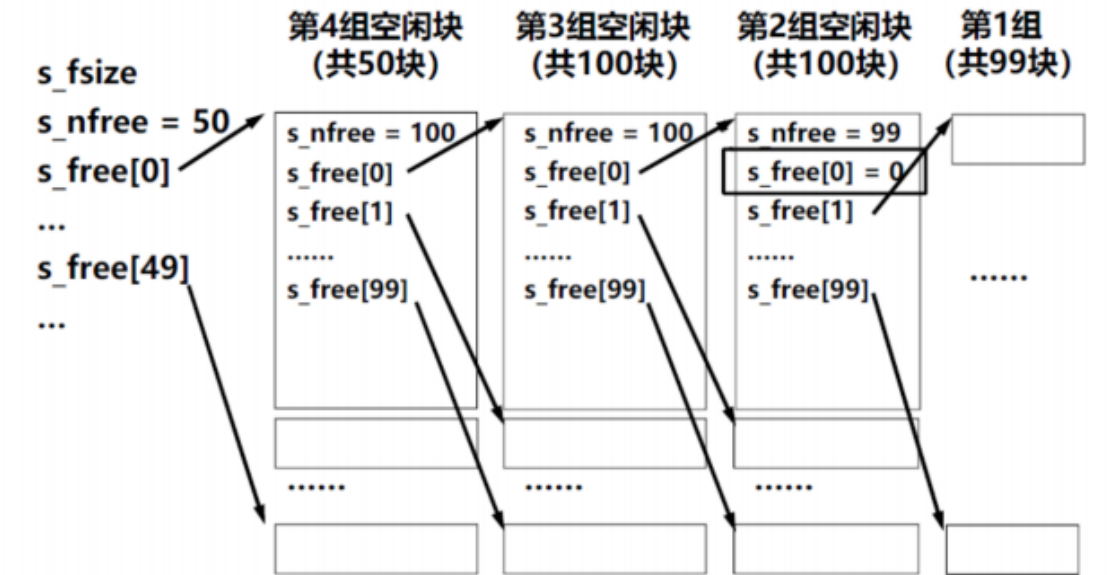 第4组空闲块
(共50块)
第3组空闲块
(共100块)
第2组空闲块
(共100块)
第1组
(共99块)
s_fsize
s_nfree = 50
s_free[0]
...
s_free[49]
...
s_nfree = 100
s_free[0]
s_free[1]
......
s_free[99]
......
s_nfree = 100
s_free[0]
s_free[1]
......
s_free[99]
......
s_nfree = 99
s_free[0] = 0
s_free[1]
......
s_free[99]
......
......